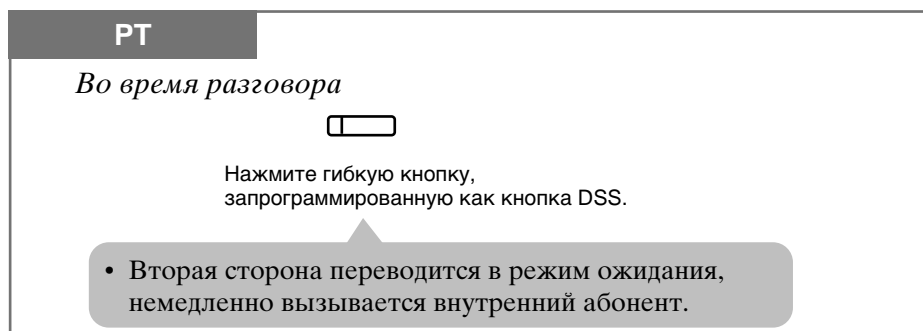 PT
Во время разговора
Нажмите гибкую кнопку,
запрограммированную как кнопка DSS.
• Вторая сторона переводится в режим ожидания,
немедленно вызывается внутренний абонент.